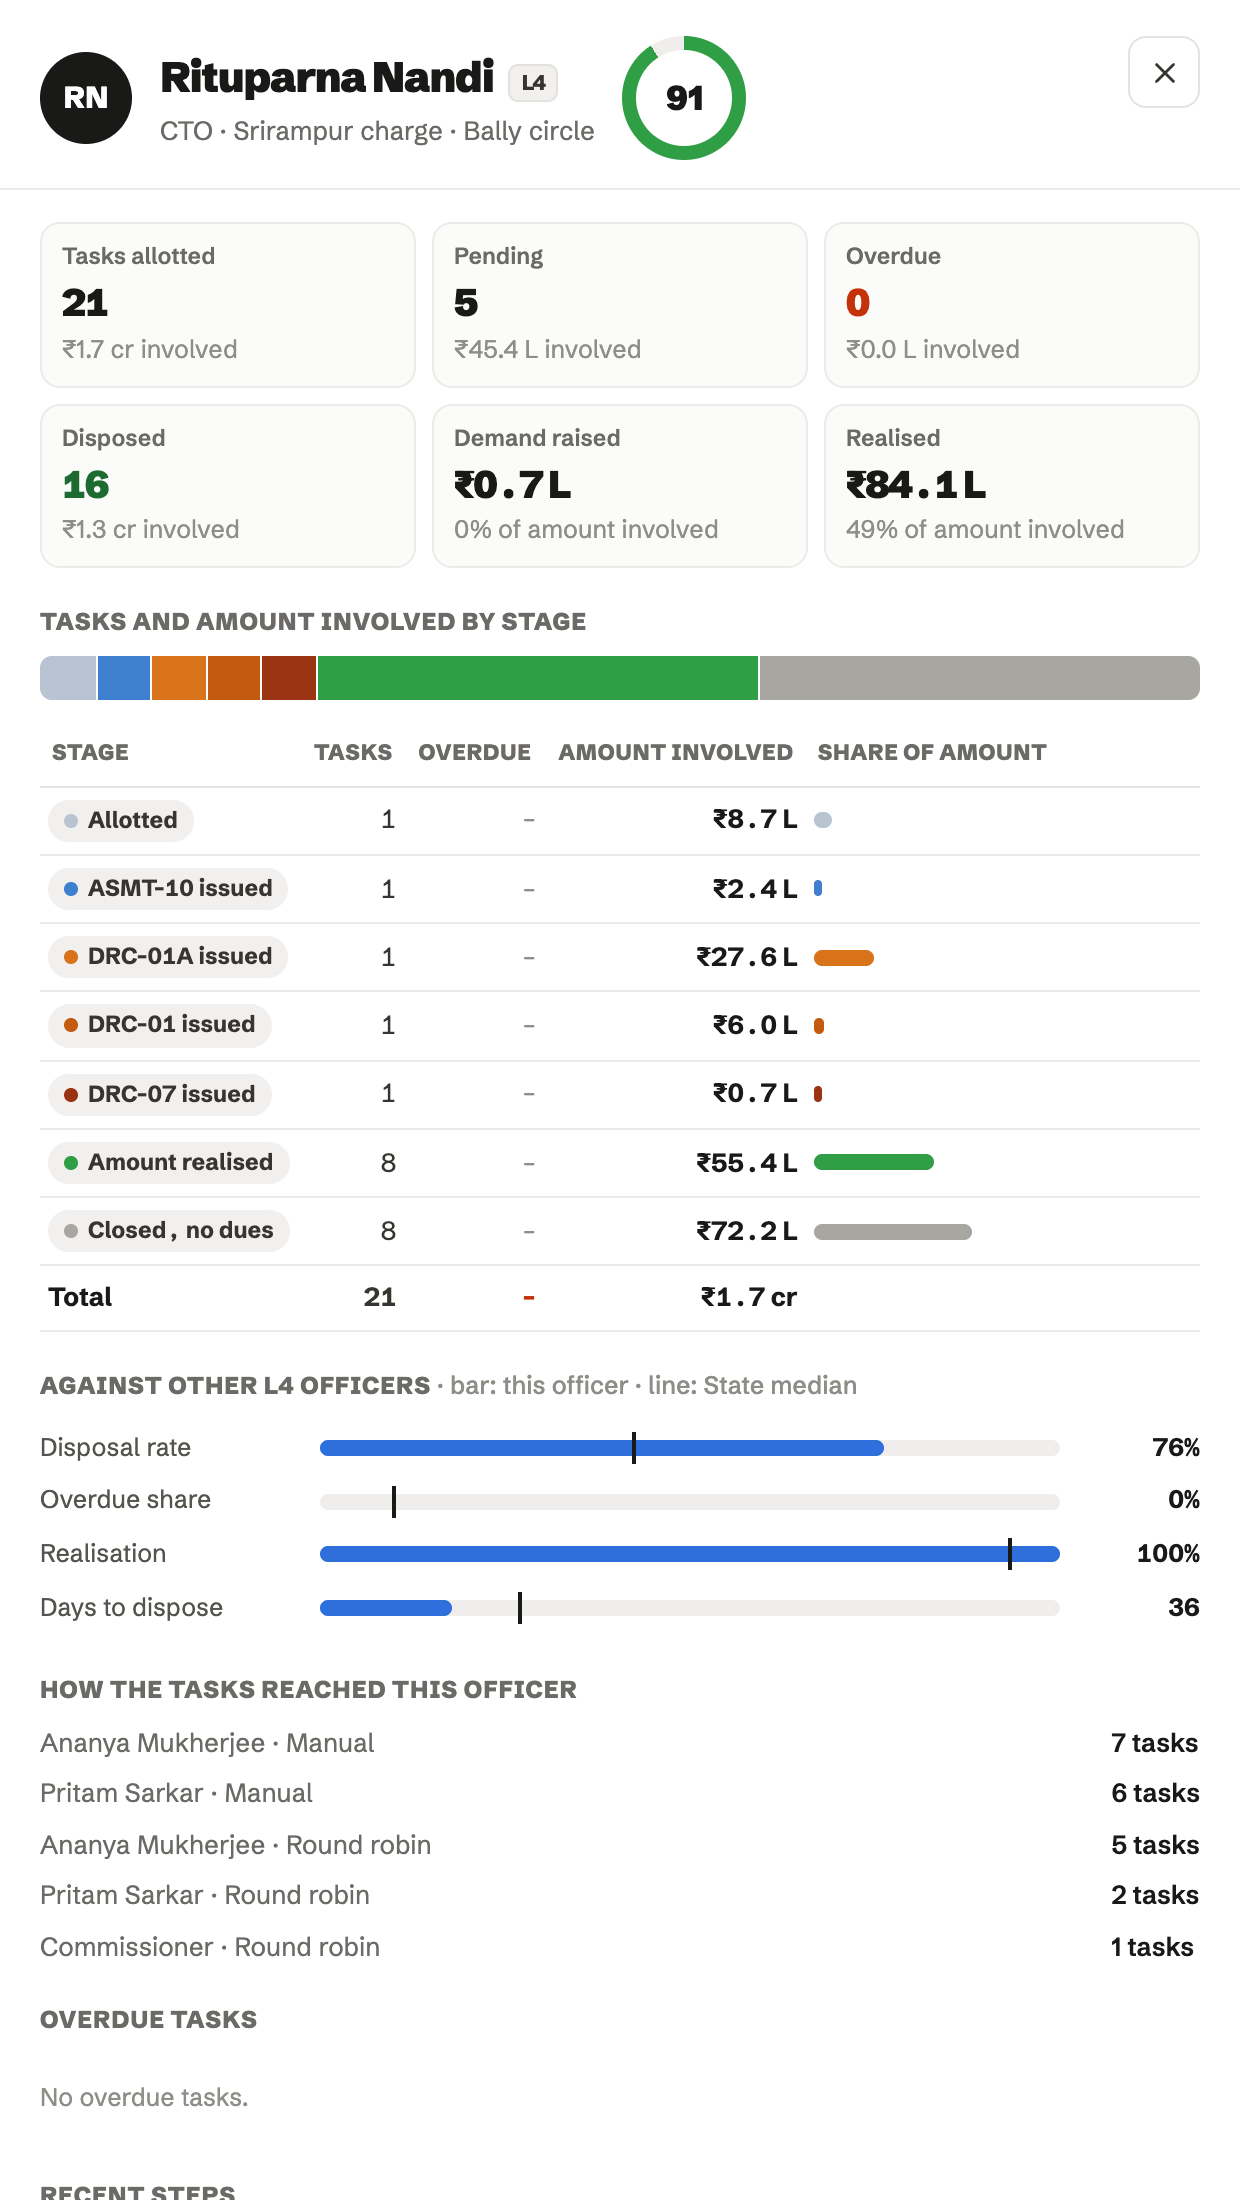 RN
Rituparna Nandi L4
CTO · Srirampur charge · Bally circle
91
Tasks allotted
21
₹1.7 cr involved
Pending
5
₹45.4 L involved
Overdue
0
₹0.0 L involved
Disposed
16
₹1.3 cr involved
Demand raised
₹0.7L
0% of amount involved
Realised
₹84.1L
49% of amount involved
TASKS AND AMOUNT INVOLVED BY STAGE
STAGE TASKS OVERDUE AMOUNT INVOLVED SHARE OF AMOUNT
Allotted 1 – ₹8.7L
ASMT-10 issued 1 – ₹2.4L
DRC-01A issued 1 – ₹27.6L
DRC-01 issued 1 – ₹6.0L
DRC-07 issued 1 – ₹0.7L
Amount realised 8 – ₹55.4L
Closed, no dues 8 – ₹72.2L
Total 21 – ₹1.7cr
AGAINST OTHER L4 OFFICERS · bar: this officer · line: State median
Disposal rate 76%
Overdue share 0%
Realisation 100%
Days to dispose 36
HOW THE TASKS REACHED THIS OFFICER
Ananya Mukherjee · Manual 7 tasks
Pritam Sarkar · Manual 6 tasks
Ananya Mukherjee · Round robin 5 tasks
Pritam Sarkar · Round robin 2 tasks
Commissioner · Round robin 1 tasks
OVERDUE TASKS
No overdue tasks.
RECENT STEPS